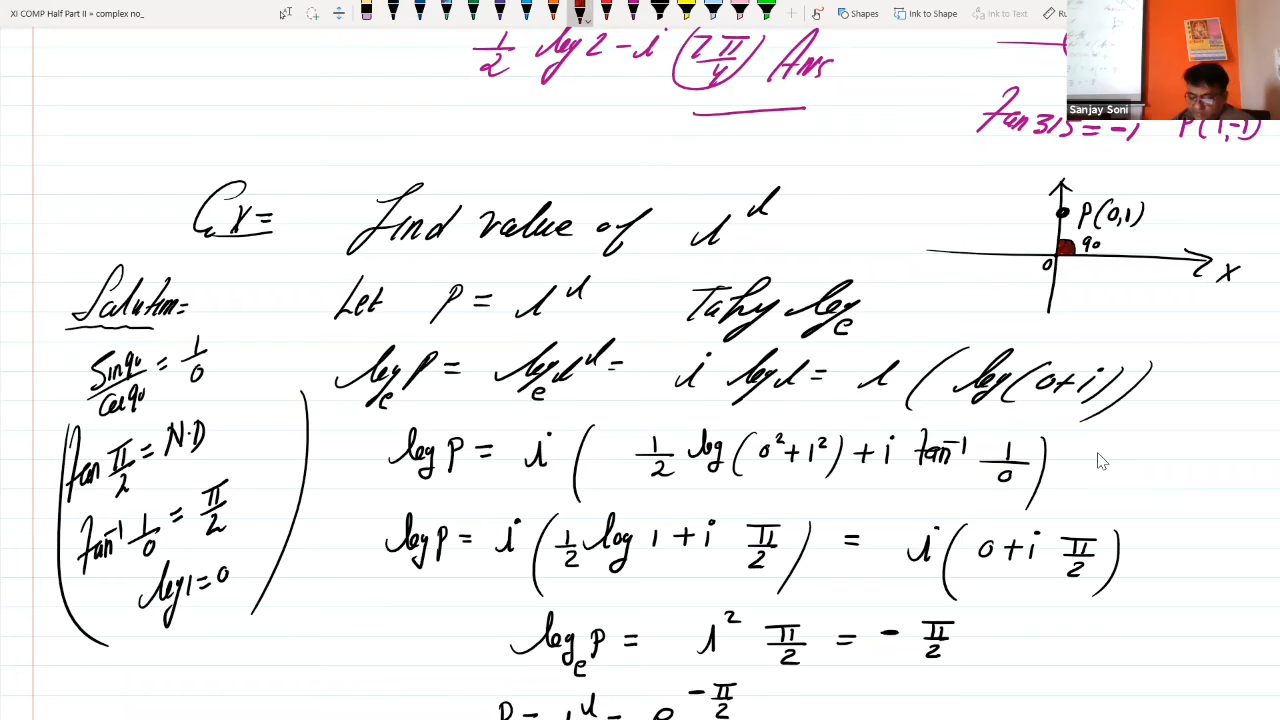 XI COMP Half Part II = complex no_
Shapes Ink to Shape Ink to Text Ru
1/2 log 2 - i (7π/4) Ans
Sanjay Soni
tan 315 = -1 P(1,-1)
Ex= Find value of i^i
P(0,1)
90
0
X
Solution= Let P = i^i Taking log_e
sin 90/cos 90 = 1/0
log_e P = log_e i^i = i log i = i (log(0+i))
tan π/2 = N.D
log P = i (1/2 log (0²+1²) + i tan⁻¹ 1/0)
tan⁻¹ 1/0 = π/2
log P = i (1/2 log 1 + i π/2) = i (0 + i π/2)
log 1 = 0
log_e P = i² π/2 = - π/2
P = i^i = e^(-π/2)